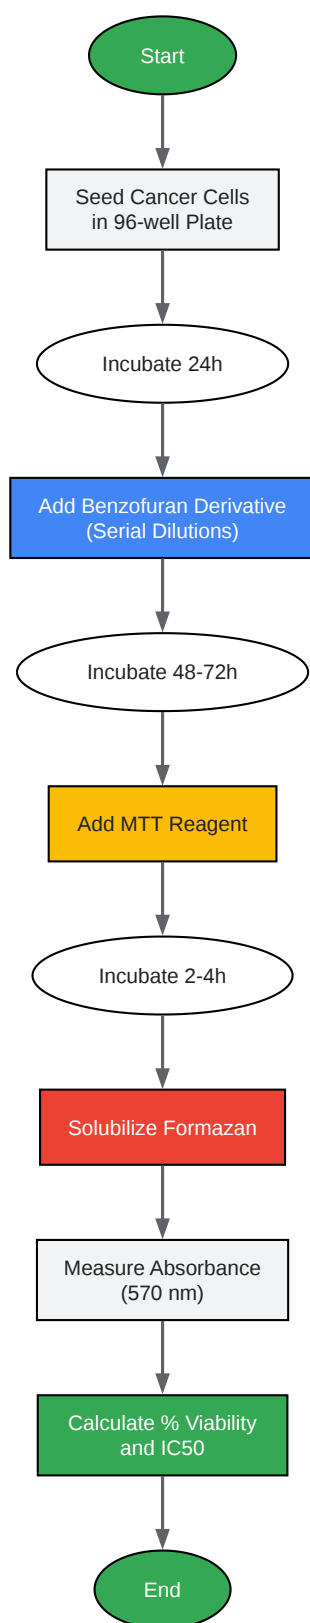 Start
Seed Cancer Cells
in 96-well Plate
Incubate 24h
Add Benzofuran Derivative
(Serial Dilutions)
Incubate 48-72h
Add MTT Reagent
Incubate 2-4h
Solubilize Formazan
Measure Absorbance
(570 nm)
Calculate % Viability
and IC50
End